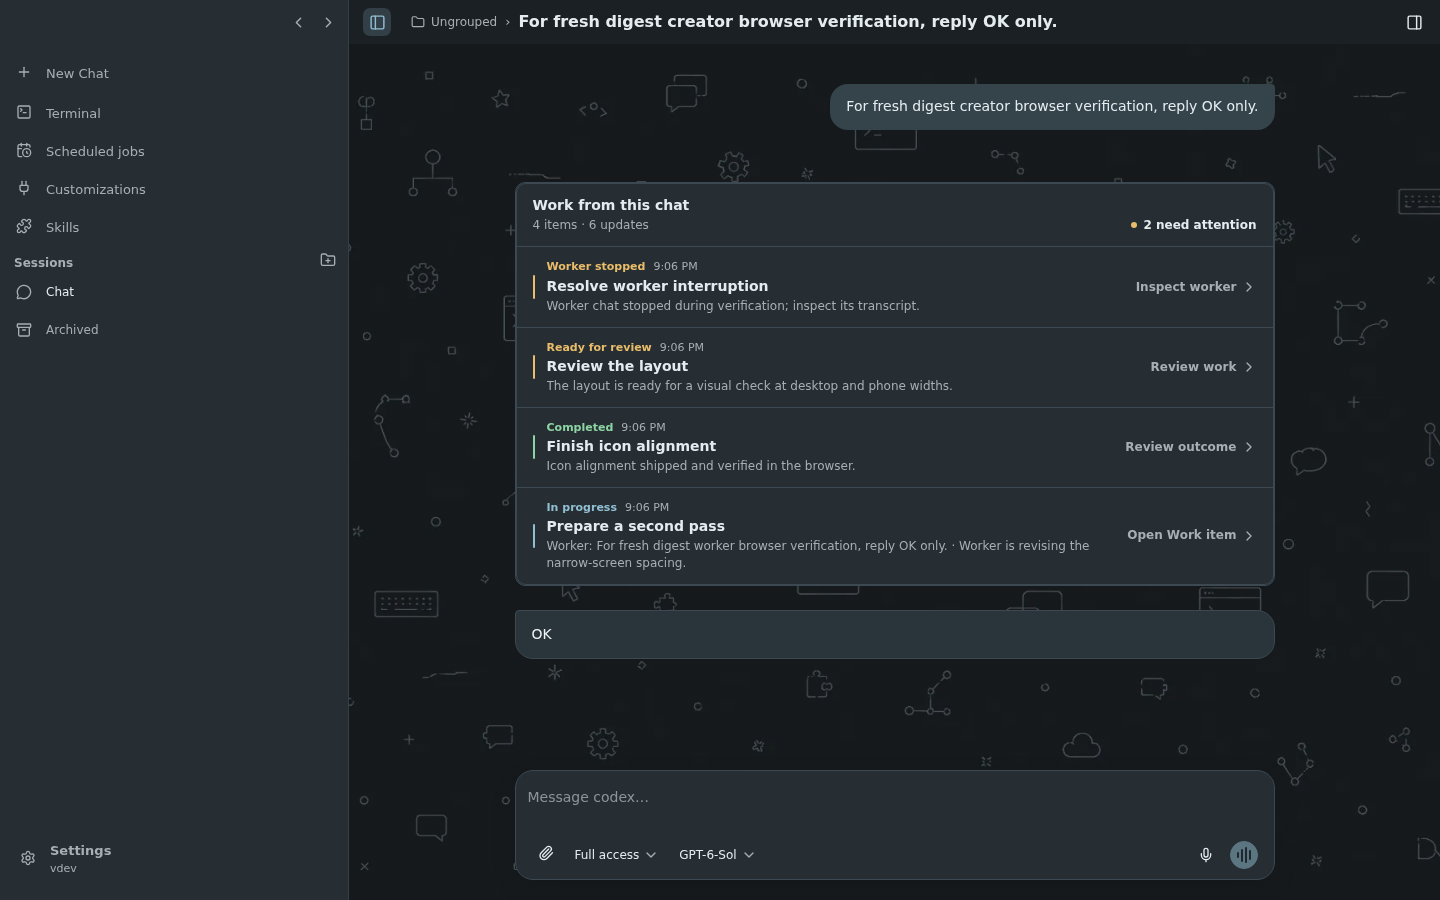 Ungrouped › For fresh digest creator browser verification, reply OK only.
New Chat
Terminal
Scheduled jobs
Customizations
Skills
Sessions
Chat
Archived
Settings
vdev
For fresh digest creator browser verification, reply OK only.
Work from this chat
4 items · 6 updates
2 need attention
Worker stopped 9:06 PM
Resolve worker interruption
Worker chat stopped during verification; inspect its transcript.
Inspect worker
Ready for review 9:06 PM
Review the layout
The layout is ready for a visual check at desktop and phone widths.
Review work
Completed 9:06 PM
Finish icon alignment
Icon alignment shipped and verified in the browser.
Review outcome
In progress 9:06 PM
Prepare a second pass
Worker: For fresh digest worker browser verification, reply OK only. · Worker is revising the
narrow-screen spacing.
Open Work item
OK
Message codex...
Full access
GPT-6-Sol